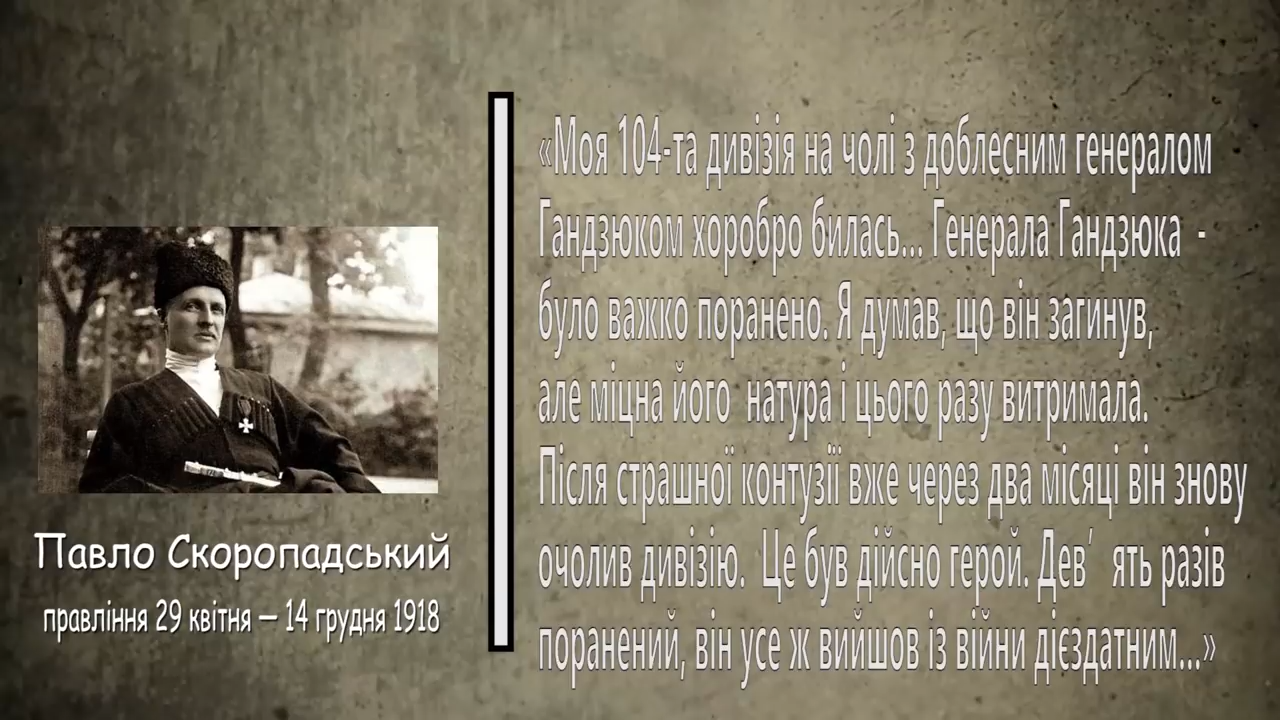 «Моя 104-та дивізія на чолі з доблесним генералом
Гандзюком хоробро билась... Генерала Гандзюка -
було важко поранено. Я думав, що він загинув,
але міцна його натура і цього разу витримала.
Після страшної контузії вже через два місяці він знову
очолив дивізію. Це був дійсно герой. Дев’ ять разів
поранений, він усе ж вийшов із війни дієздатним...»
Павло Скоропадський
правління 29 квітня – 14 грудня 1918